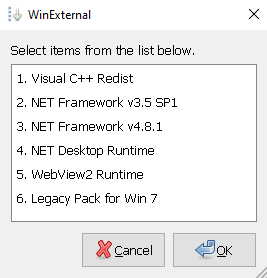 WinExternal
Select items from the list below.
1. Visual C++ Redist
2. NET Framework v3.5 SP1
3. NET Framework v4.8.1
4. NET Desktop Runtime
5. WebView2 Runtime
6. Legacy Pack for Win 7
Cancel
OK